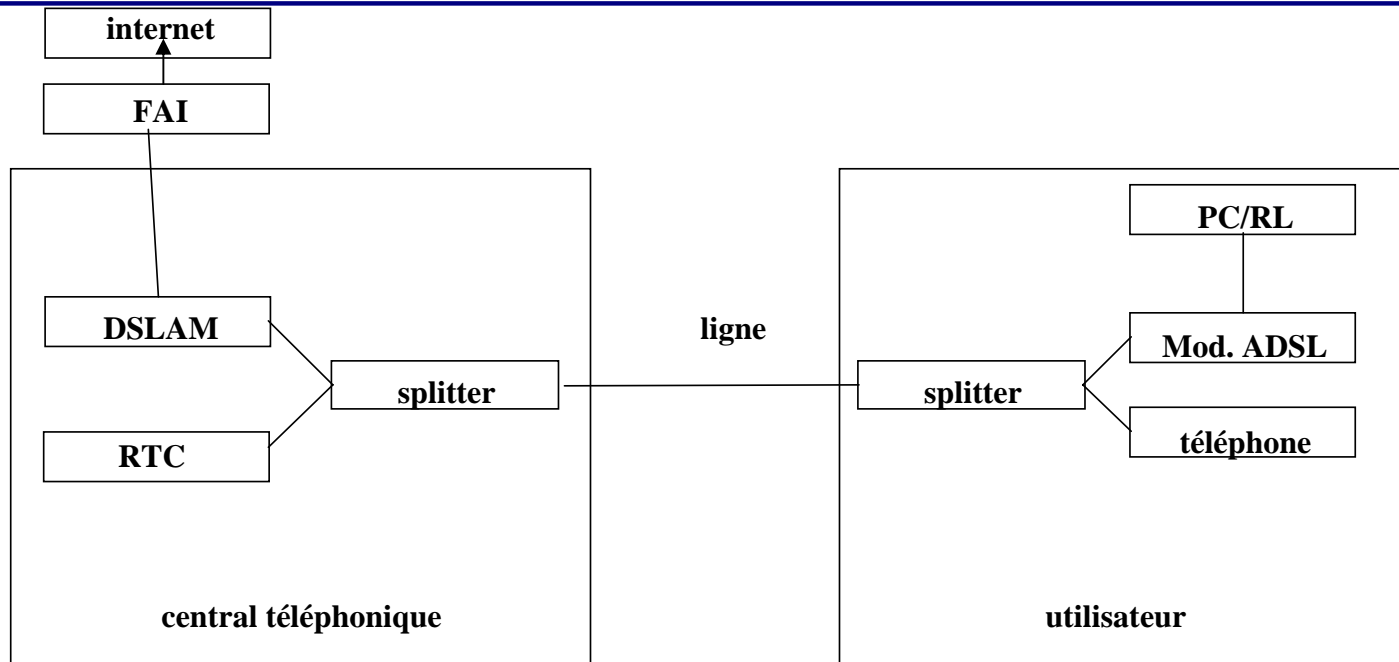 internet
FAI
PC/RL
DSLAM
ligne
Mod. ADSL
splitter
splitter
RTC
téléphone
central téléphonique
utilisateur